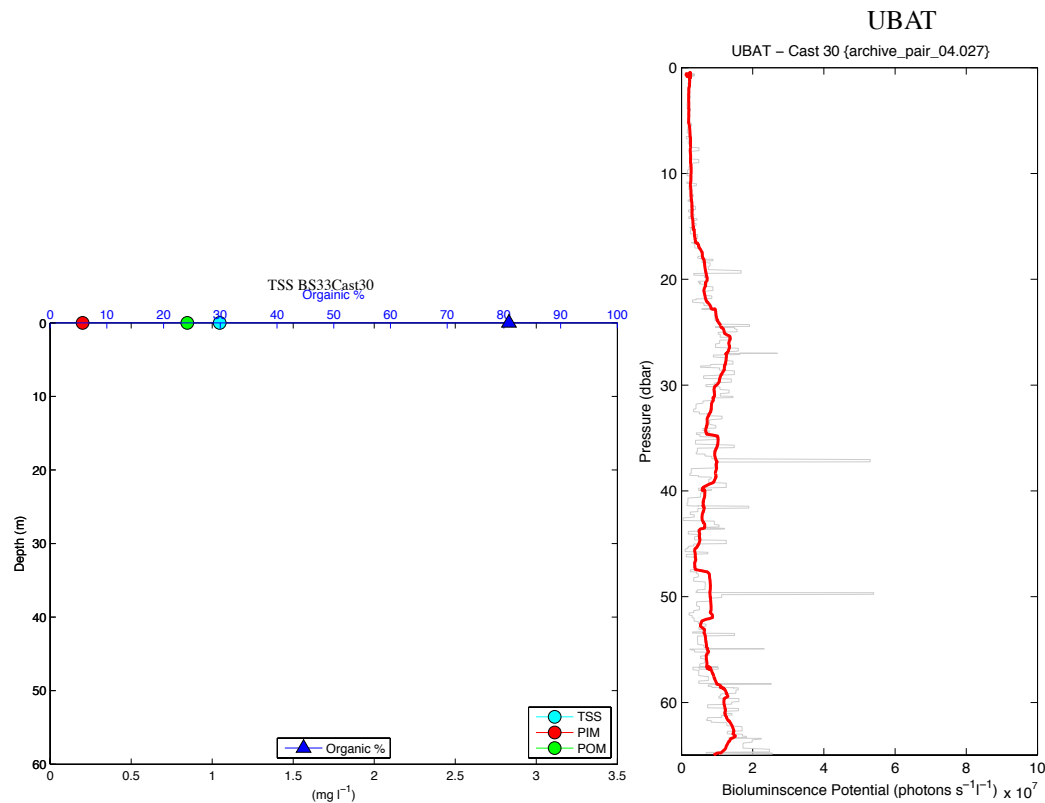 UBAT
UBAT − Cast 30 {archive_pair_04.027}
0
10
20
30
40
50
60
Pressure (dbar)
0 2 4 6 8 10
x 10⁷
Bioluminscence Potential (photons s⁻¹l⁻¹)
TSS BS33Cast30
Orgainic %
0 10 20 30 40 50 60 70 80 90 100
0
10
20
30
40
50
60
Depth (m)
0 0.5 1 1.5 2 2.5 3 3.5
(mg l⁻¹)
Organic %
TSS
PIM
POM